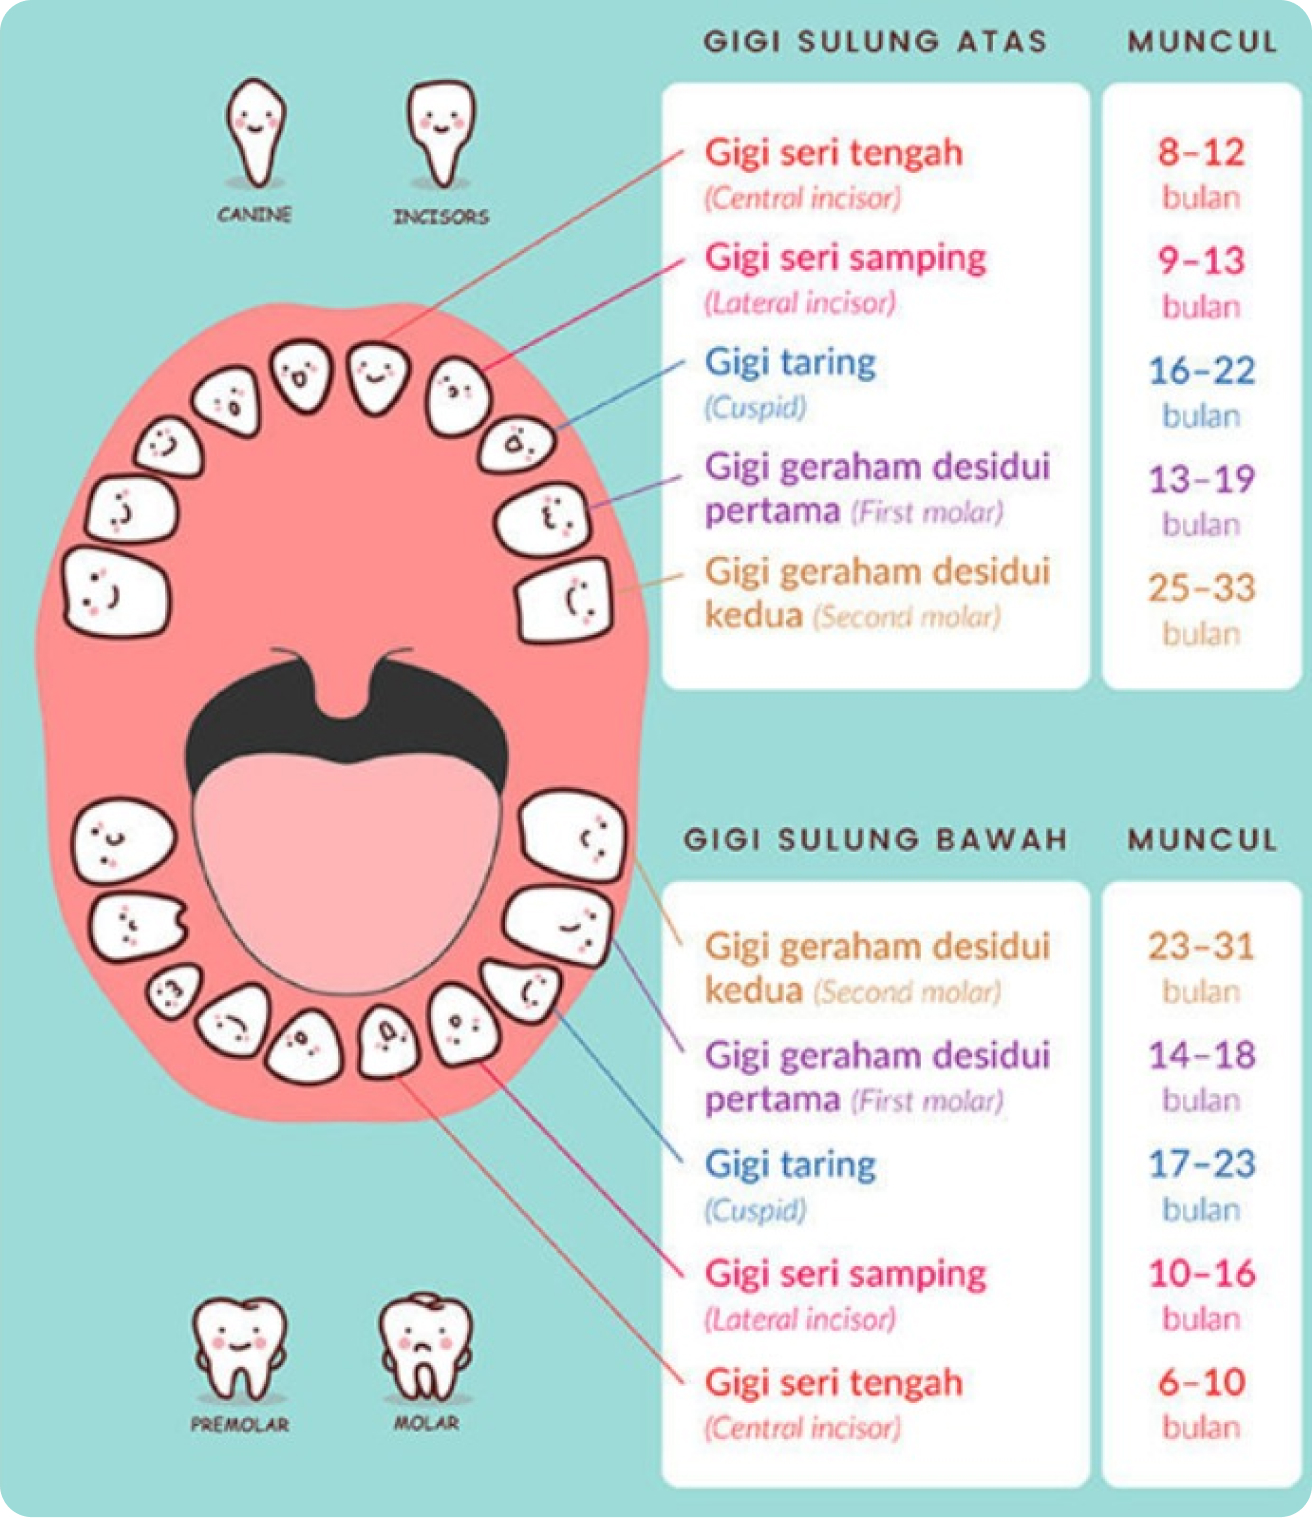 GIGI SULUNG ATAS
MUNCUL
CANINE
INCISORS
Gigi seri tengah
(Central incisor)
8–12
bulan
Gigi seri samping
(Lateral incisor)
9–13
bulan
Gigi taring
(Cuspid)
16–22
bulan
Gigi geraham desidui
pertama (First molar)
13–19
bulan
Gigi geraham desidui
kedua (Second molar)
25–33
bulan
GIGI SULUNG BAWAH
MUNCUL
Gigi geraham desidui
kedua (Second molar)
23–31
bulan
Gigi geraham desidui
pertama (First molar)
14–18
bulan
Gigi taring
(Cuspid)
17–23
bulan
Gigi seri samping
(Lateral incisor)
10–16
bulan
Gigi seri tengah
(Central incisor)
6–10
bulan
PREMOLAR
MOLAR